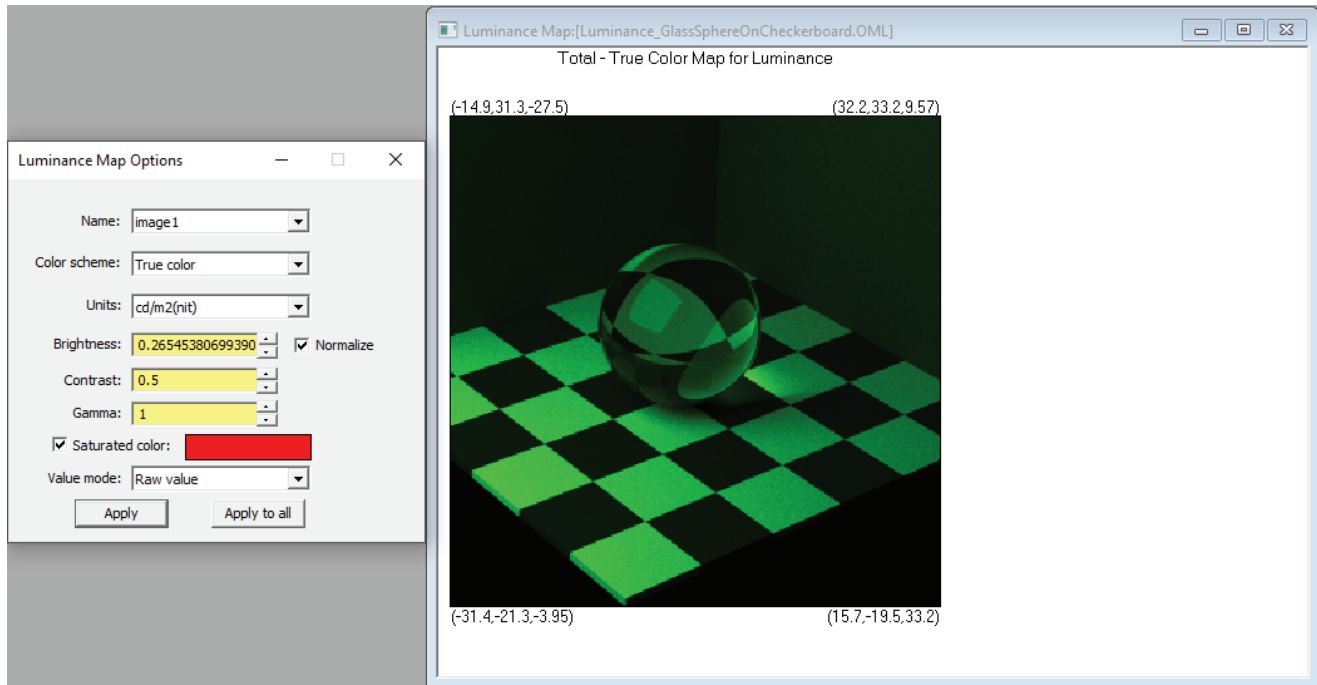 Luminance Map Options
Name: image1
Color scheme: True color
Units: cd/m2(nit)
Brightness: 0.26545380699390 Normalize
Contrast: 0.5
Gamma: 1
Saturated color:
Value mode: Raw value
Apply Apply to all
Luminance Map:[Luminance_GlassSphereOnCheckerboard.OML]
Total - True Color Map for Luminance
(-14.9,31.3,-27.5) (32.2,33.2,9.57)
(-31.4,-21.3,-3.95) (15.7,-19.5,33.2)